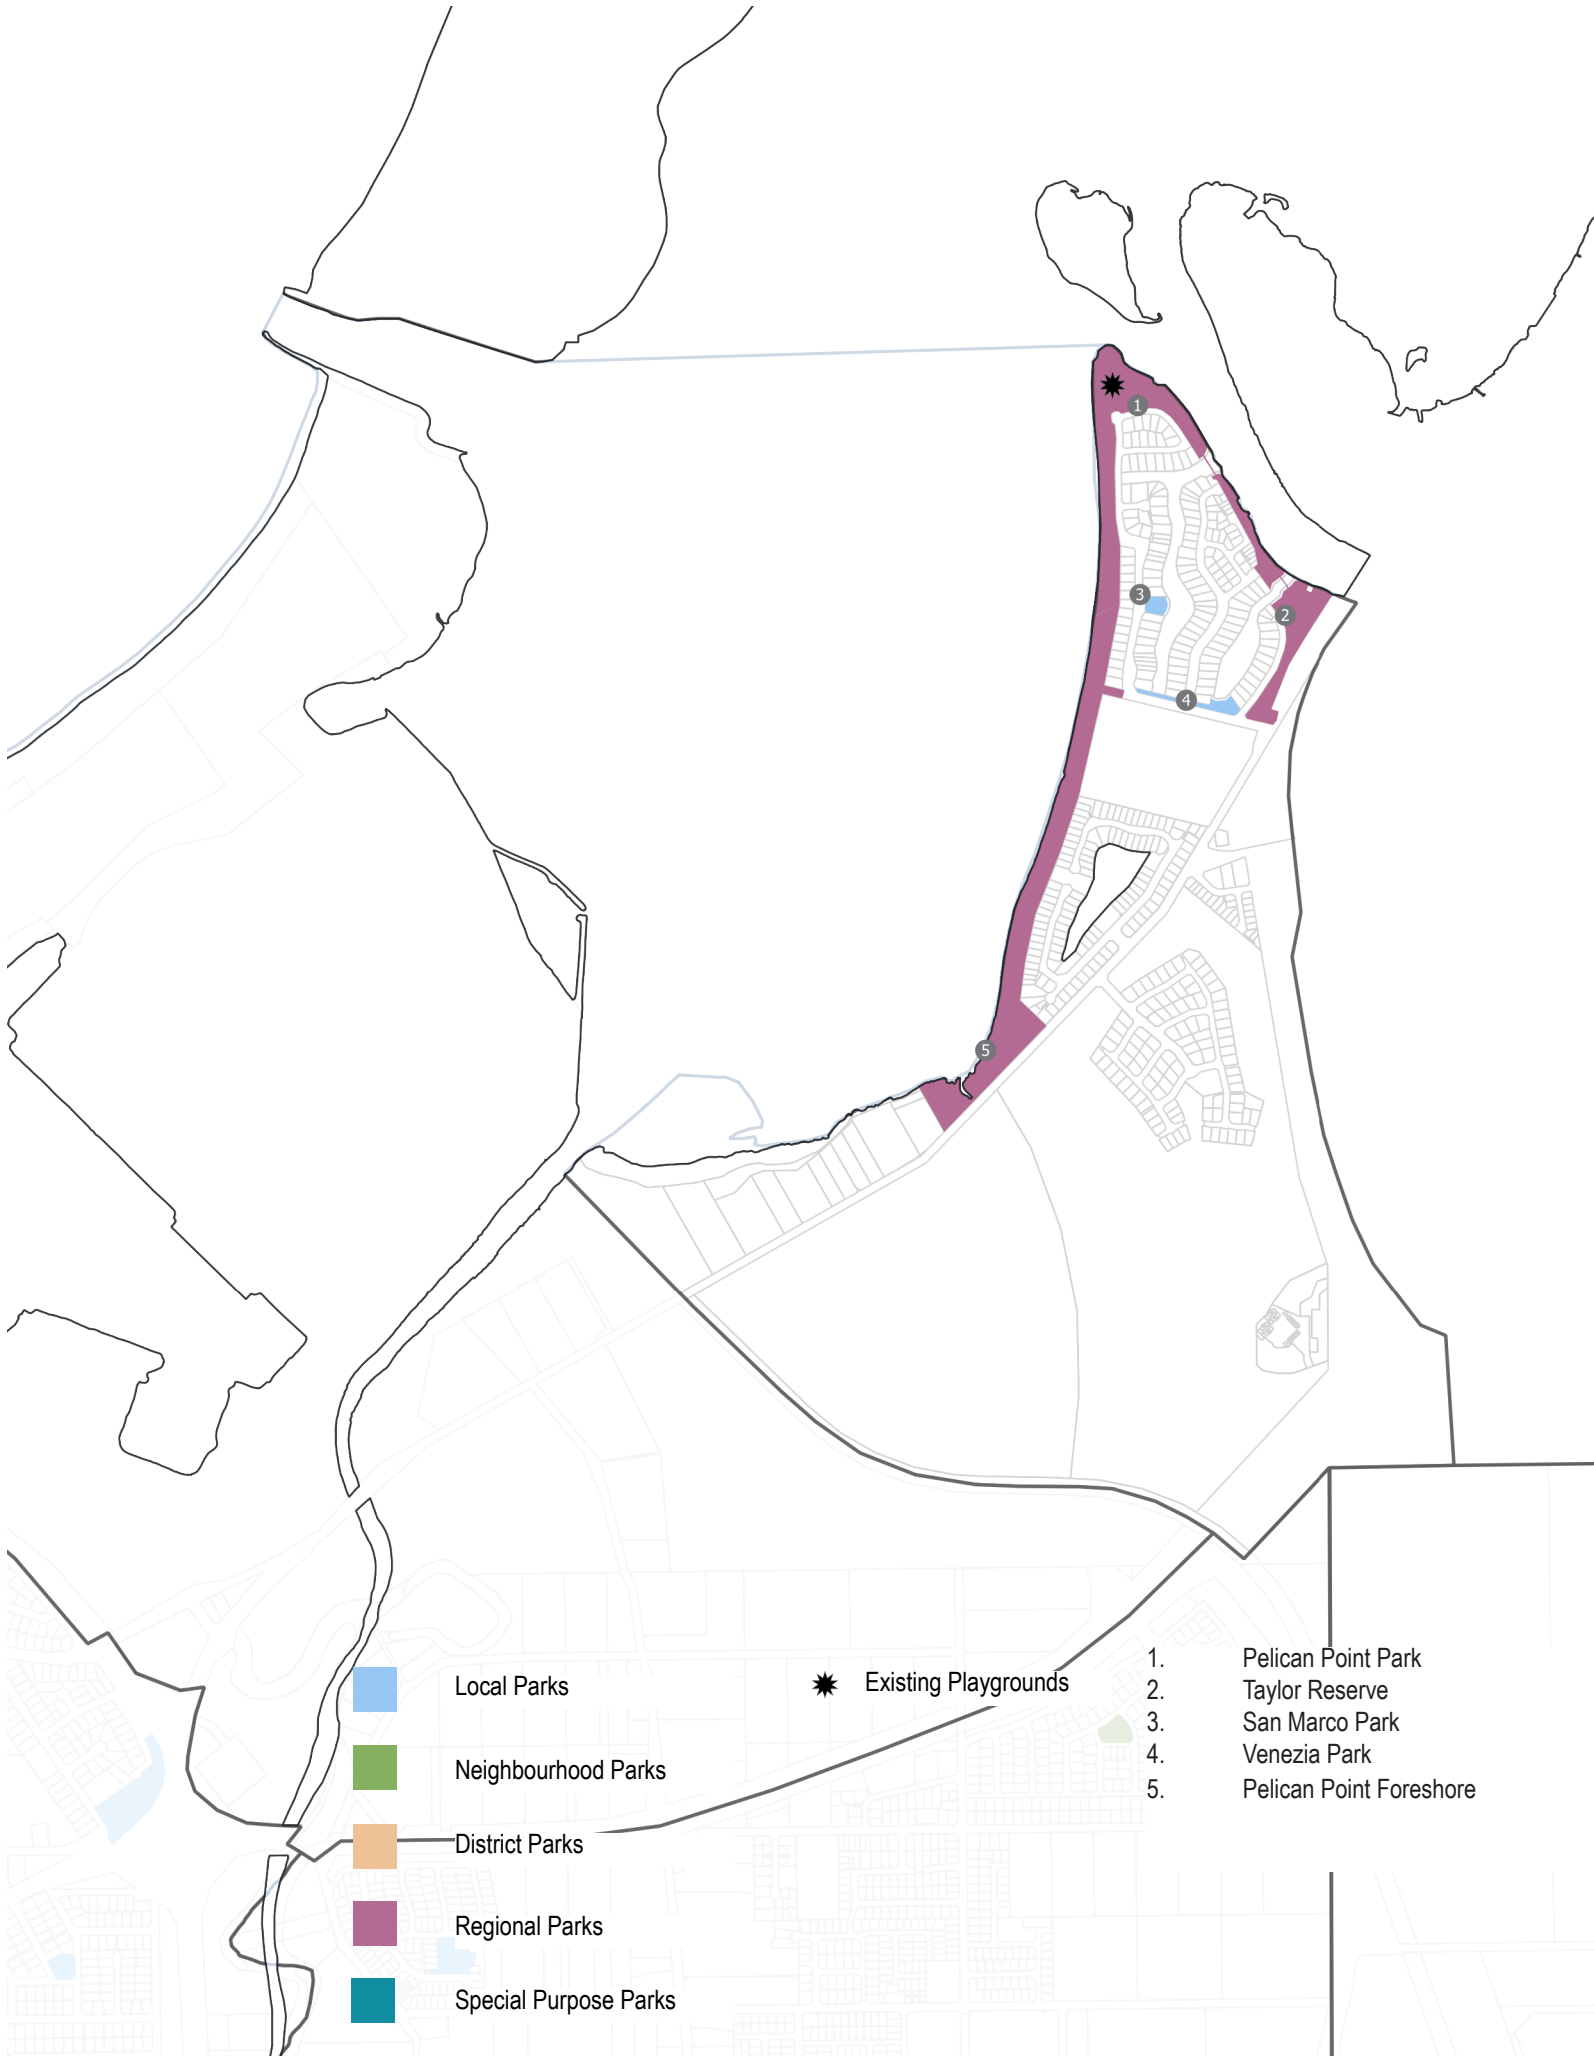 1
3
2
4
5
Local Parks
Neighbourhood Parks
District Parks
Regional Parks
Special Purpose Parks
Existing Playgrounds
1. Pelican Point Park
2. Taylor Reserve
3. San Marco Park
4. Venezia Park
5. Pelican Point Foreshore